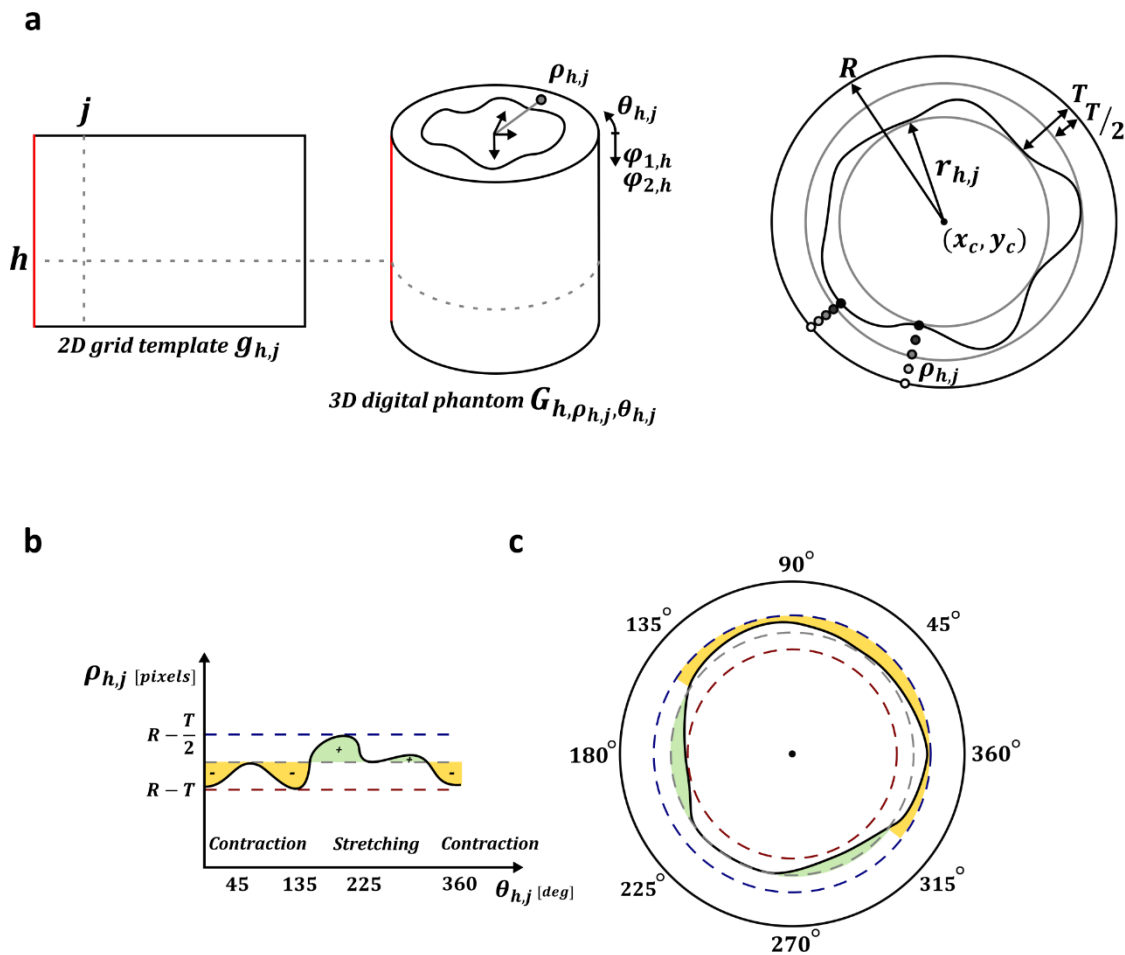 a
j
h
2D grid template g_{h,j}
ρ_{h,j}
θ_{h,j}
φ_{1,h}
φ_{2,h}
3D digital phantom G_{h,ρ_{h,j},θ_{h,j}}
R
T
T/2
r_{h,j}
(x_c, y_c)
ρ_{h,j}
b
ρ_{h,j} [pixels]
R − T/2
R − T
- - + + -
Contraction Stretching Contraction
45 135 225 360
θ_{h,j} [deg]
c
90°
135° 45°
180° 360°
225° 315°
270°